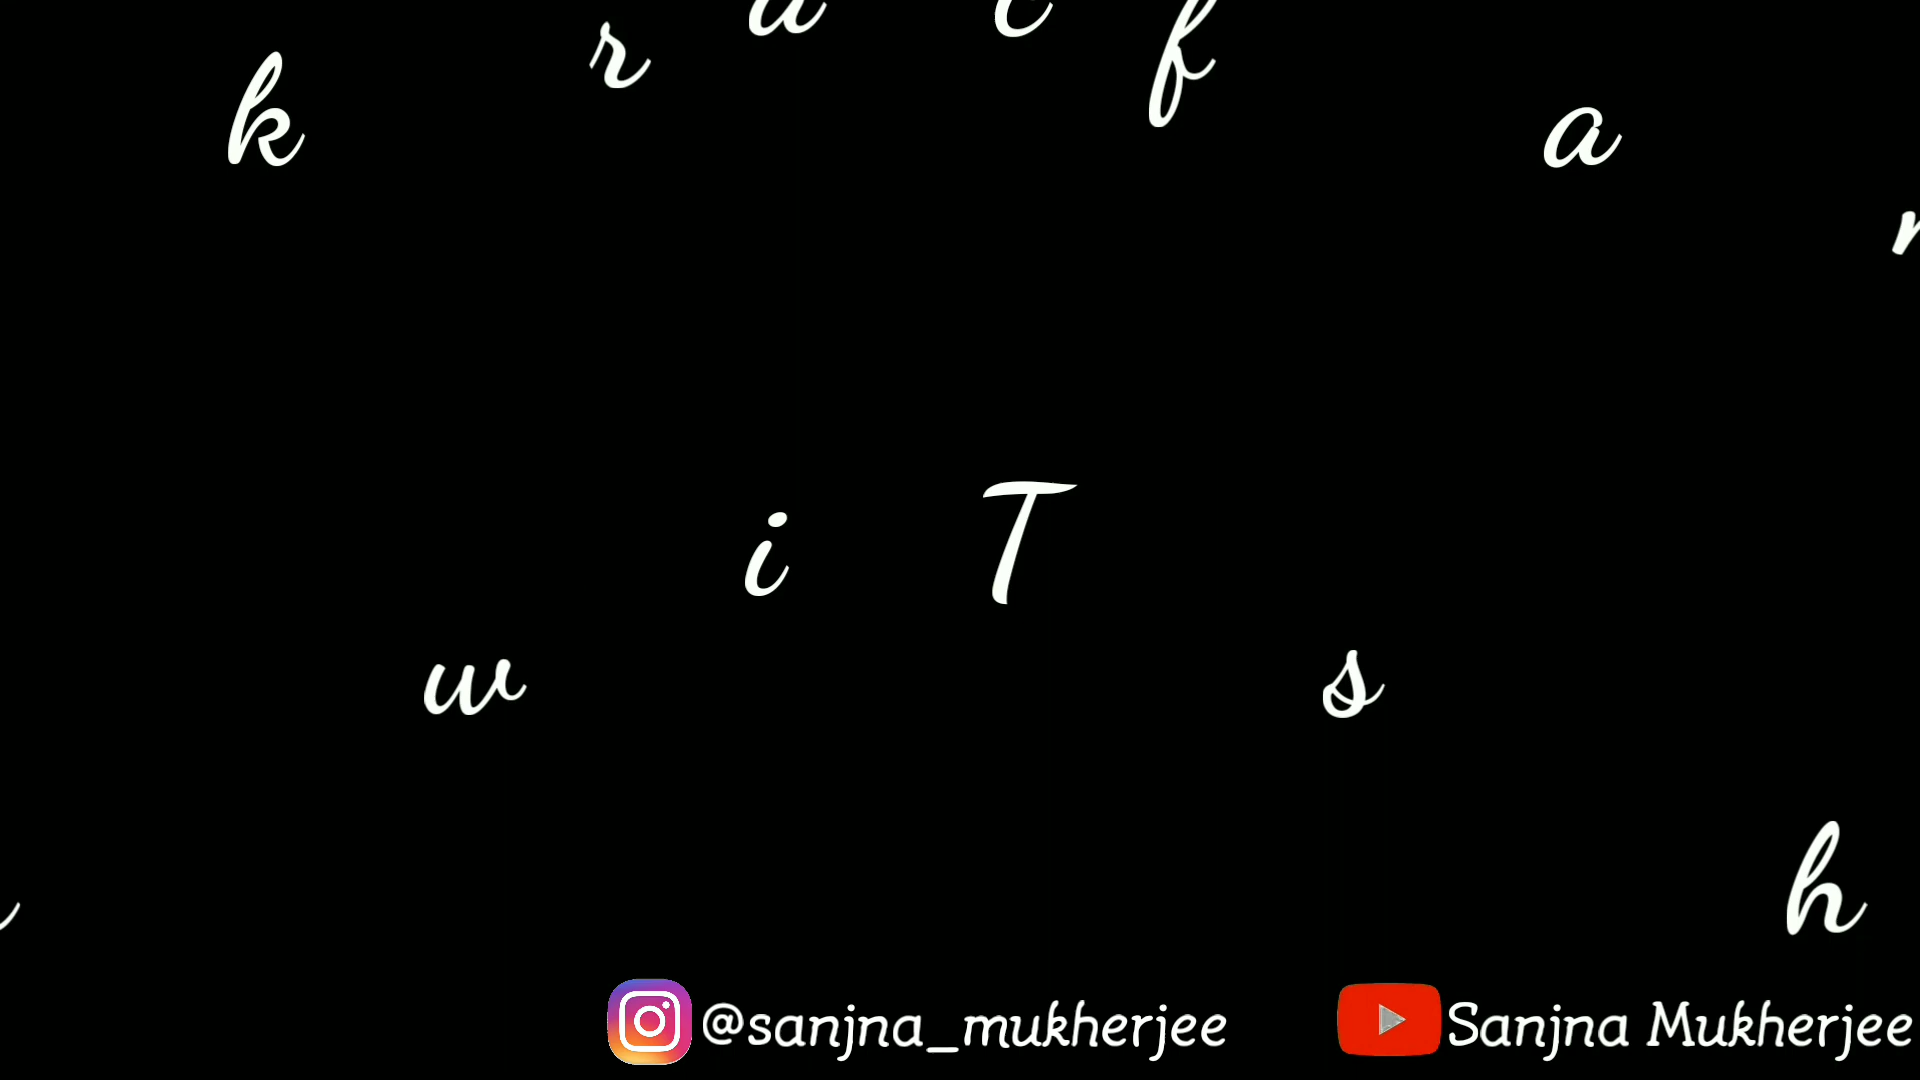 k r a e f a
i T
w s
h
@sanjna_mukherjee Sanjna Mukherjee